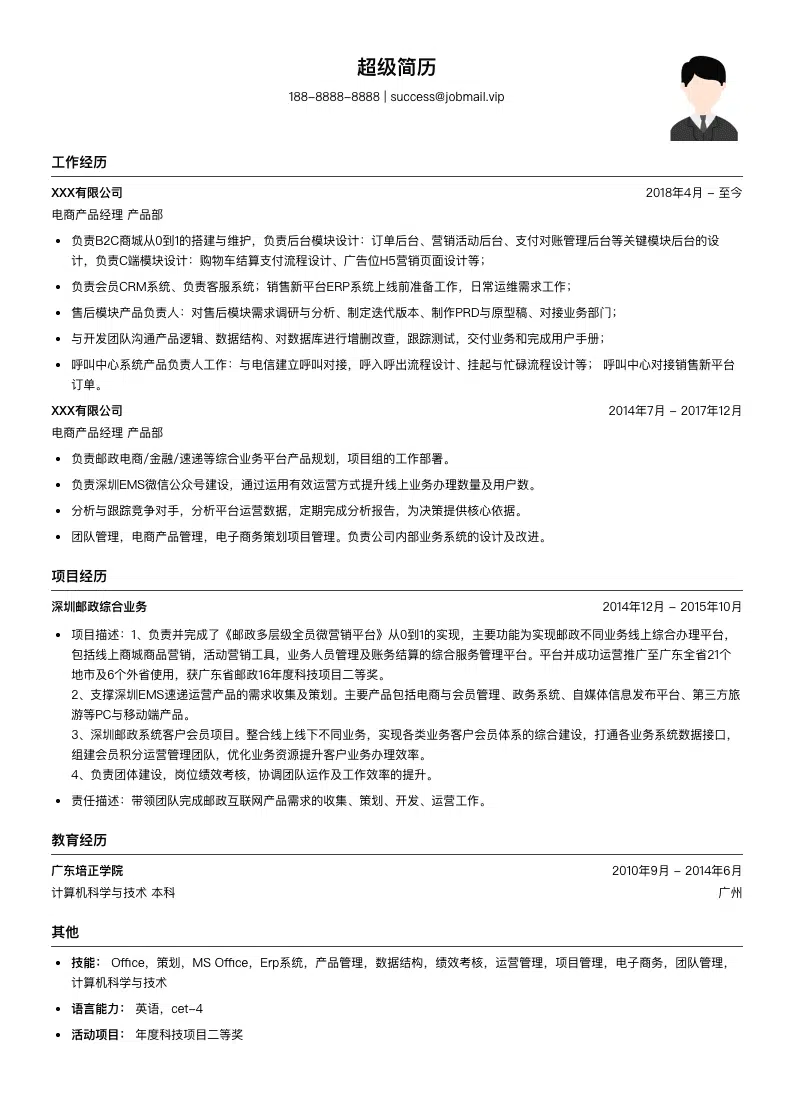 超级简历
188-8888-8888 | success@jobmail.vip
工作经历
XXX有限公司 2018年4月 – 至今
电商产品经理 产品部
• 负责B2C商城从0到1的搭建与维护，负责后台模块设计：订单后台、营销活动后台、支付对账管理后台等关键模块后台的设
计，负责C端模块设计：购物车结算支付流程设计、广告位H5营销页面设计等；
• 负责会员CRM系统、负责客服系统；销售新平台ERP系统上线前准备工作，日常运维需求工作；
• 售后模块产品负责人：对售后模块需求调研与分析、制定迭代版本、制作PRD与原型稿、对接业务部门；
• 与开发团队沟通产品逻辑、数据结构、对数据库进行增删改查，跟踪测试，交付业务和完成用户手册；
• 呼叫中心系统产品负责人工作：与电信建立呼叫对接，呼入呼出流程设计、挂起与忙碌流程设计等； 呼叫中心对接销售新平台
订单。
XXX有限公司 2014年7月 – 2017年12月
电商产品经理 产品部
• 负责邮政电商/金融/速递等综合业务平台产品规划，项目组的工作部署。
• 负责深圳EMS微信公众号建设，通过运用有效运营方式提升线上业务办理数量及用户数。
• 分析与跟踪竞争对手，分析平台运营数据，定期完成分析报告，为决策提供核心依据。
• 团队管理，电商产品管理，电子商务策划项目管理。负责公司内部业务系统的设计及改进。
项目经历
深圳邮政综合业务 2014年12月 – 2015年10月
• 项目描述：1、负责并完成了《邮政多层级全员微营销平台》从0到1的实现，主要功能为实现邮政不同业务线上综合办理平台，
包括线上商城商品营销，活动营销工具，业务人员管理及账务结算的综合服务管理平台。平台并成功运营推广至广东全省21个
地市及6个外省使用，获广东省邮政16年度科技项目二等奖。
2、支撑深圳EMS速递运营产品的需求收集及策划。主要产品包括电商与会员管理、政务系统、自媒体信息发布平台、第三方旅
游等PC与移动端产品。
3、深圳邮政系统客户会员项目。整合线上线下不同业务，实现各类业务客户会员体系的综合建设，打通各业务系统数据接口，
组建会员积分运营管理团队，优化业务资源提升客户业务办理效率。
4、负责团体建设，岗位绩效考核，协调团队运作及工作效率的提升。
• 责任描述：带领团队完成邮政互联网产品需求的收集、策划、开发、运营工作。
教育经历
广东培正学院 2010年9月 – 2014年6月
计算机科学与技术 本科 广州
其他
• 技能： Office，策划，MS Office，Erp系统，产品管理，数据结构，绩效考核，运营管理，项目管理，电子商务，团队管理，
计算机科学与技术
• 语言能力： 英语，cet-4
• 活动项目： 年度科技项目二等奖